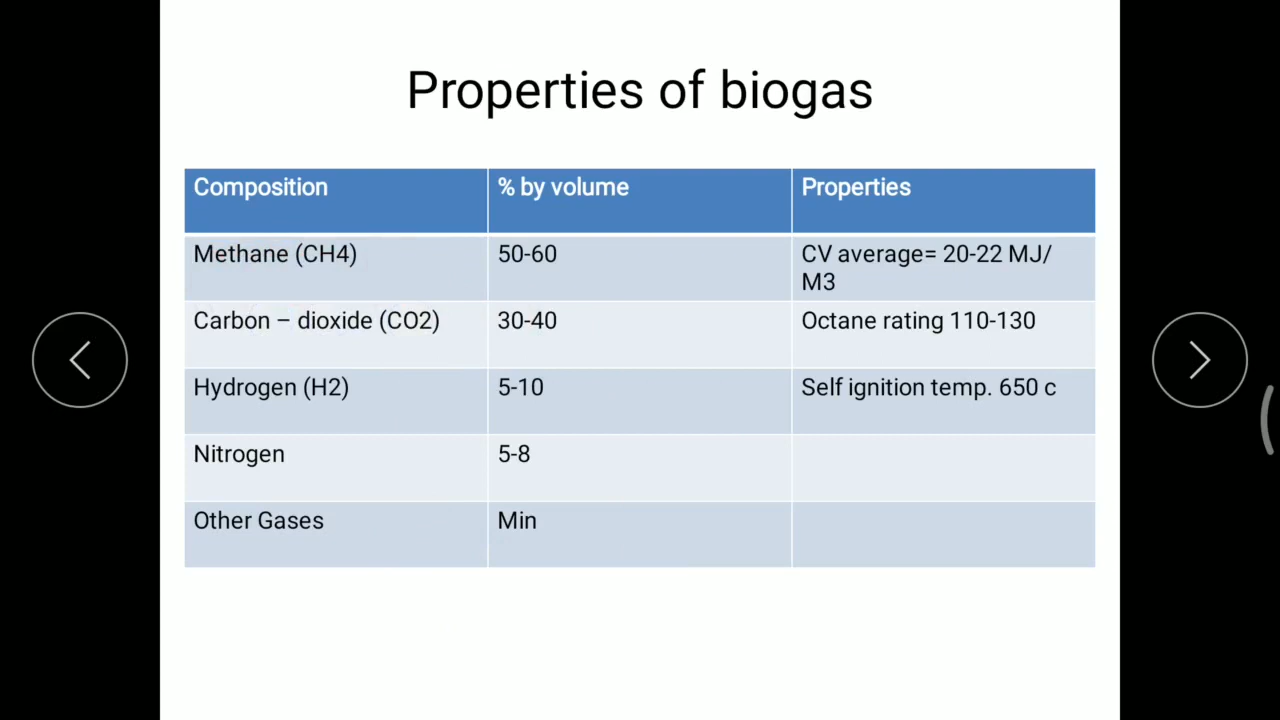 Properties of biogas
Composition % by volume Properties
Methane (CH4) 50-60 CV average= 20-22 MJ/
M3
Carbon – dioxide (CO2) 30-40 Octane rating 110-130
Hydrogen (H2) 5-10 Self ignition temp. 650 c
Nitrogen 5-8
Other Gases Min